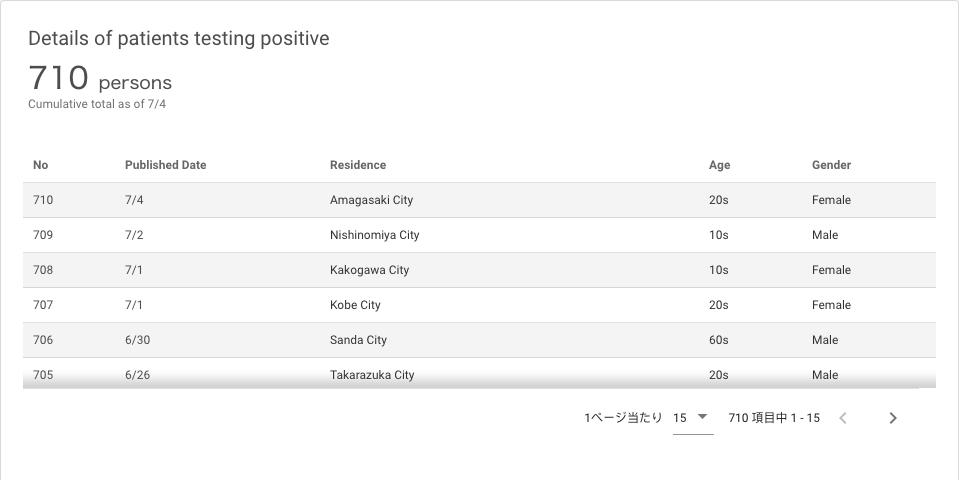 Details of patients testing positive
710 persons
Cumulative total as of 7/4
No Published Date Residence Age Gender
710 7/4 Amagasaki City 20s Female
709 7/2 Nishinomiya City 10s Male
708 7/1 Kakogawa City 10s Female
707 7/1 Kobe City 20s Female
706 6/30 Sanda City 60s Male
705 6/26 Takarazuka City 20s Male
1ページ当たり 15 710 項目中 1 - 15